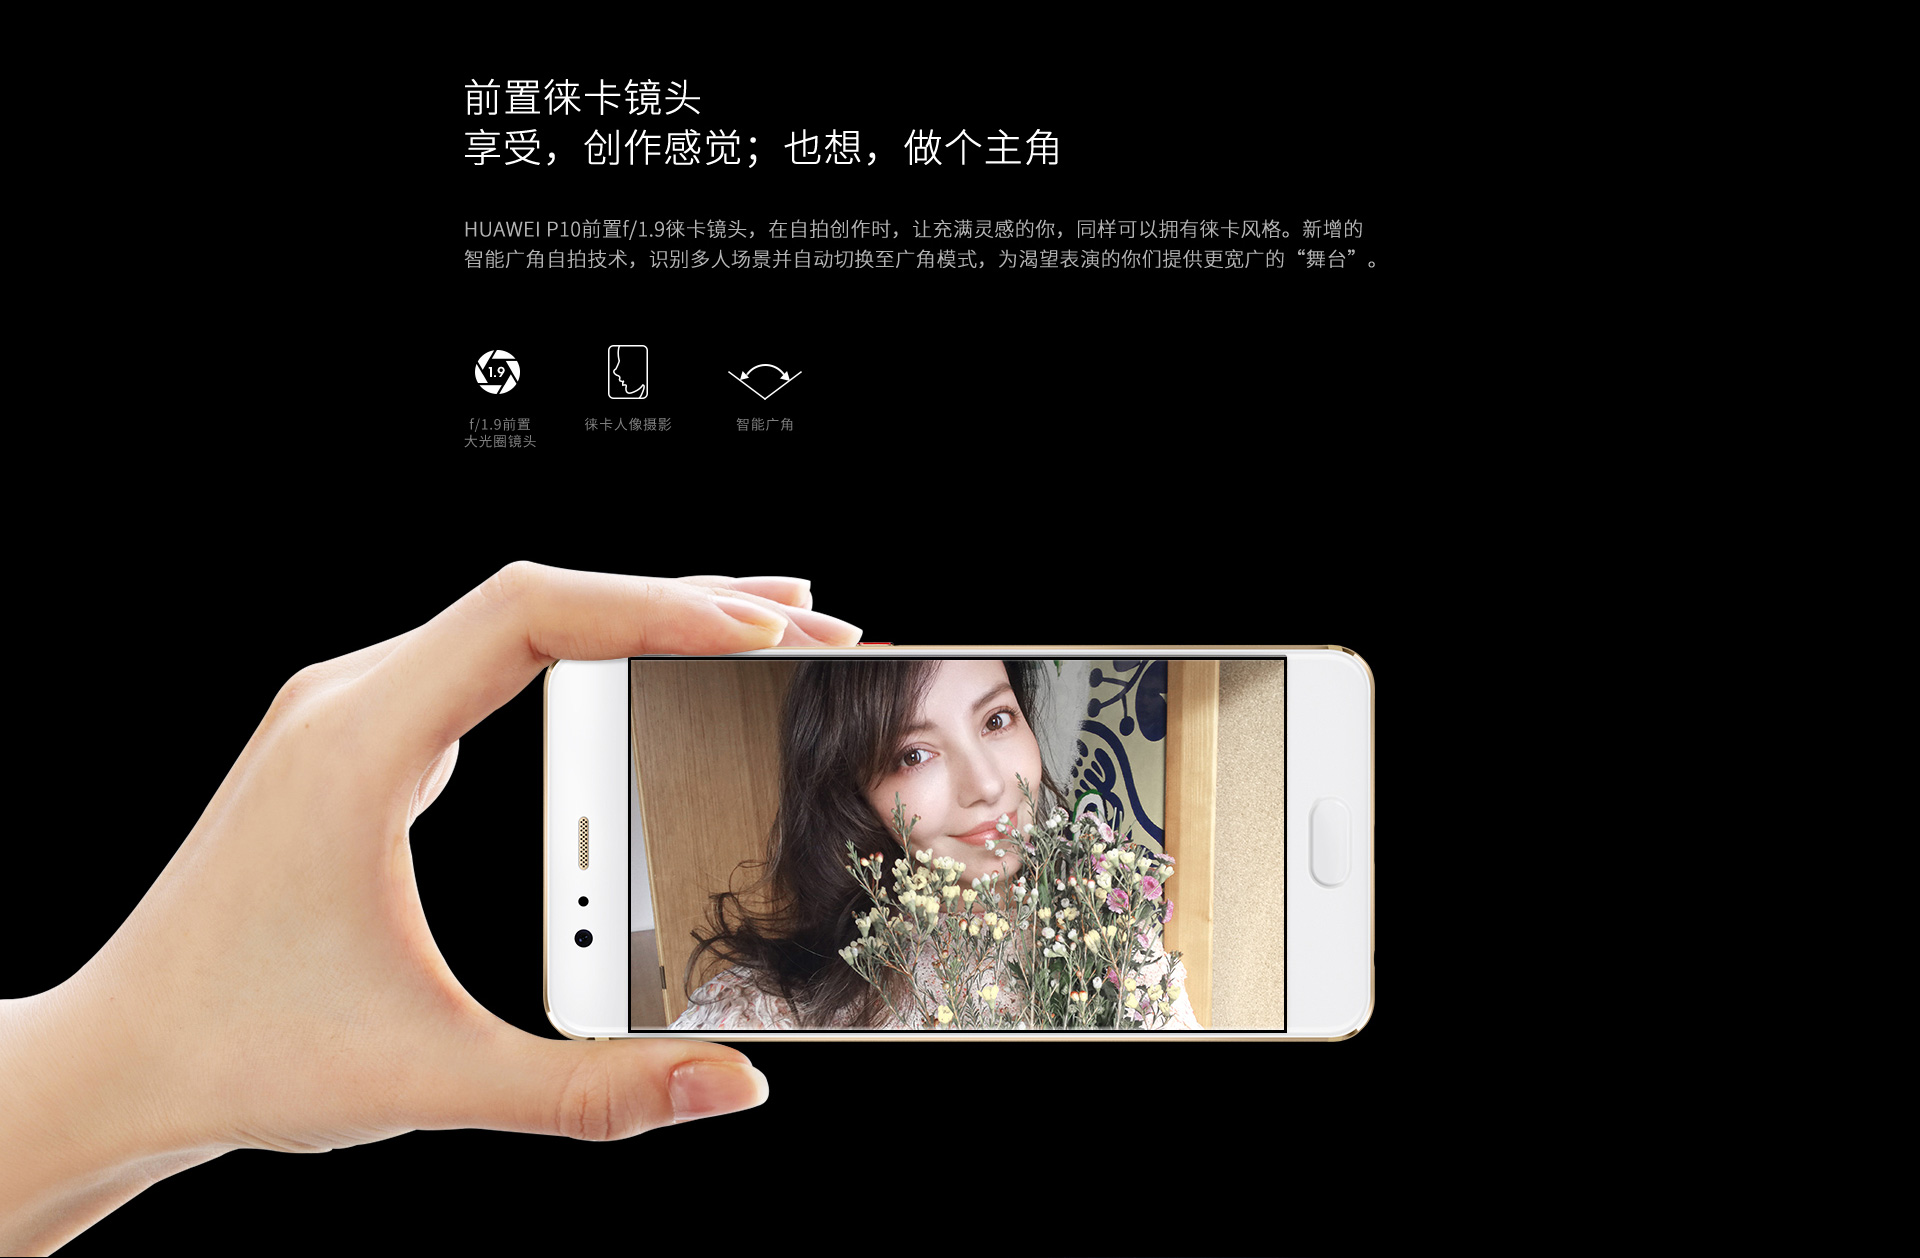 前置徕卡镜头
享受，创作感觉；也想，做个主角
HUAWEI P10前置f/1.9徕卡镜头，在自拍创作时，让充满灵感的你，同样可以拥有徕卡风格。新增的
智能广角自拍技术，识别多人场景并自动切换至广角模式，为渴望表演的你们提供更宽广的“舞台”。
1.9
f/1.9前置
大光圈镜头
徕卡人像摄影
智能广角